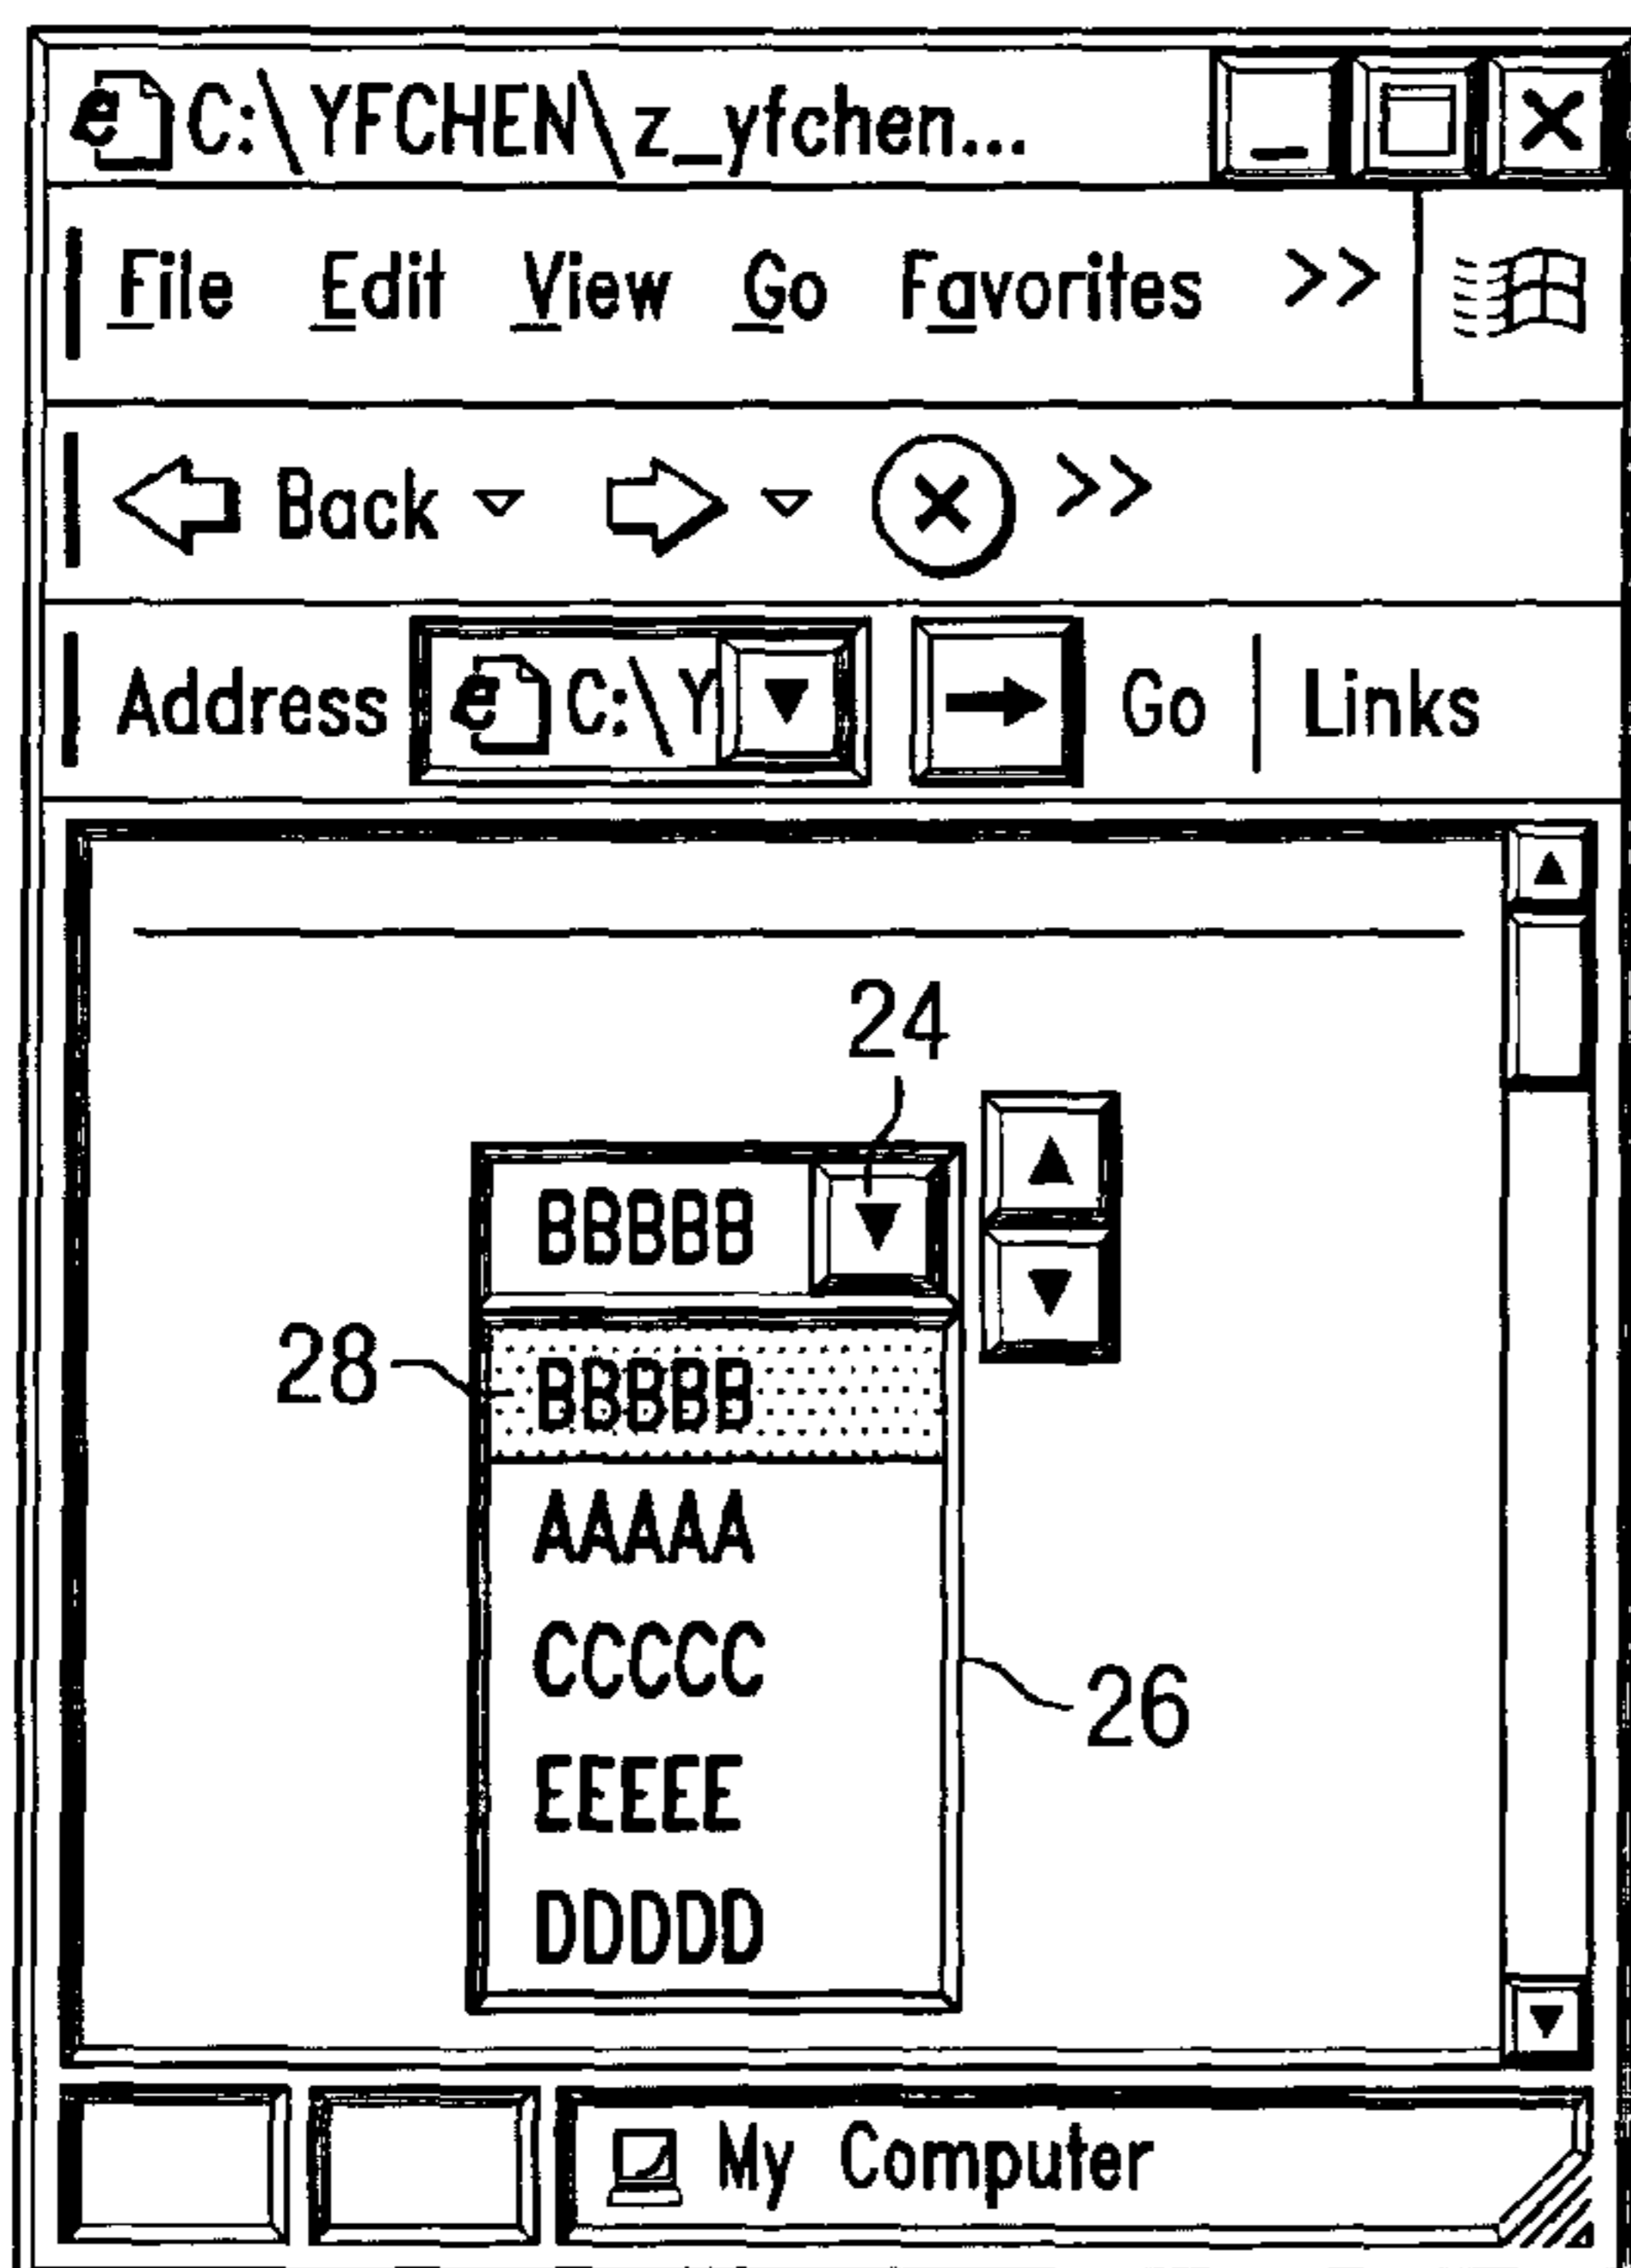 C:\YFCHEN\z_yfchen...
File Edit View Go Favorites >>
Back >>
Address C:\Y Go | Links
24
BBBBB
28 BBBBB
AAAAA
CCCCC
26
EEEEE
DDDDD
My Computer